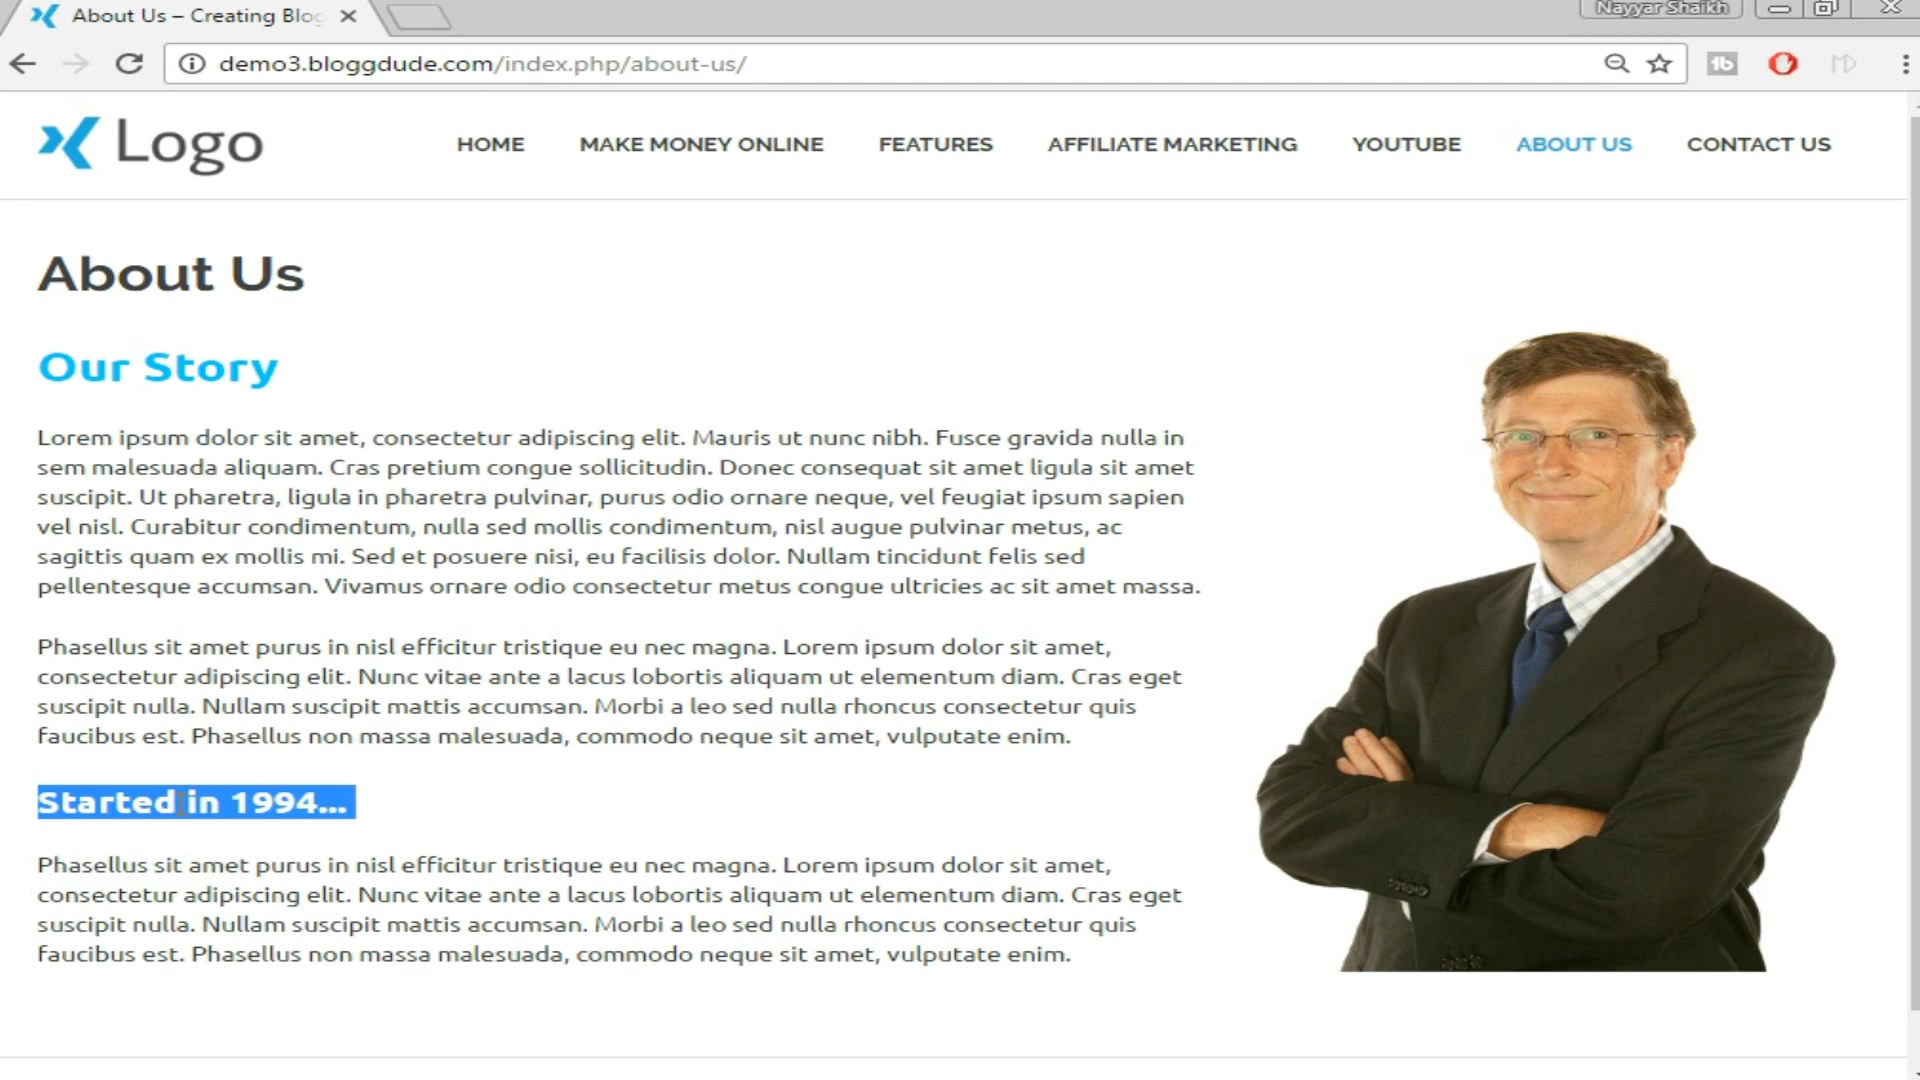 About Us – Creating Blog
Nayyar Shaikh
demo3.bloggdude.com/index.php/about-us/
Logo
HOME
MAKE MONEY ONLINE
FEATURES
AFFILIATE MARKETING
YOUTUBE
ABOUT US
CONTACT US
About Us
Our Story
Lorem ipsum dolor sit amet, consectetur adipiscing elit. Mauris ut nunc nibh. Fusce gravida nulla in
sem malesuada aliquam. Cras pretium congue sollicitudin. Donec consequat sit amet ligula sit amet
suscipit. Ut pharetra, ligula in pharetra pulvinar, purus odio ornare neque, vel feugiat ipsum sapien
vel nisl. Curabitur condimentum, nulla sed mollis condimentum, nisl augue pulvinar metus, ac
sagittis quam ex mollis mi. Sed et posuere nisi, eu facilisis dolor. Nullam tincidunt felis sed
pellentesque accumsan. Vivamus ornare odio consectetur metus congue ultricies ac sit amet massa.
Phasellus sit amet purus in nisl efficitur tristique eu nec magna. Lorem ipsum dolor sit amet,
consectetur adipiscing elit. Nunc vitae ante a lacus lobortis aliquam ut elementum diam. Cras eget
suscipit nulla. Nullam suscipit mattis accumsan. Morbi a leo sed nulla rhoncus consectetur quis
faucibus est. Phasellus non massa malesuada, commodo neque sit amet, vulputate enim.
Started in 1994...
Phasellus sit amet purus in nisl efficitur tristique eu nec magna. Lorem ipsum dolor sit amet,
consectetur adipiscing elit. Nunc vitae ante a lacus lobortis aliquam ut elementum diam. Cras eget
suscipit nulla. Nullam suscipit mattis accumsan. Morbi a leo sed nulla rhoncus consectetur quis
faucibus est. Phasellus non massa malesuada, commodo neque sit amet, vulputate enim.